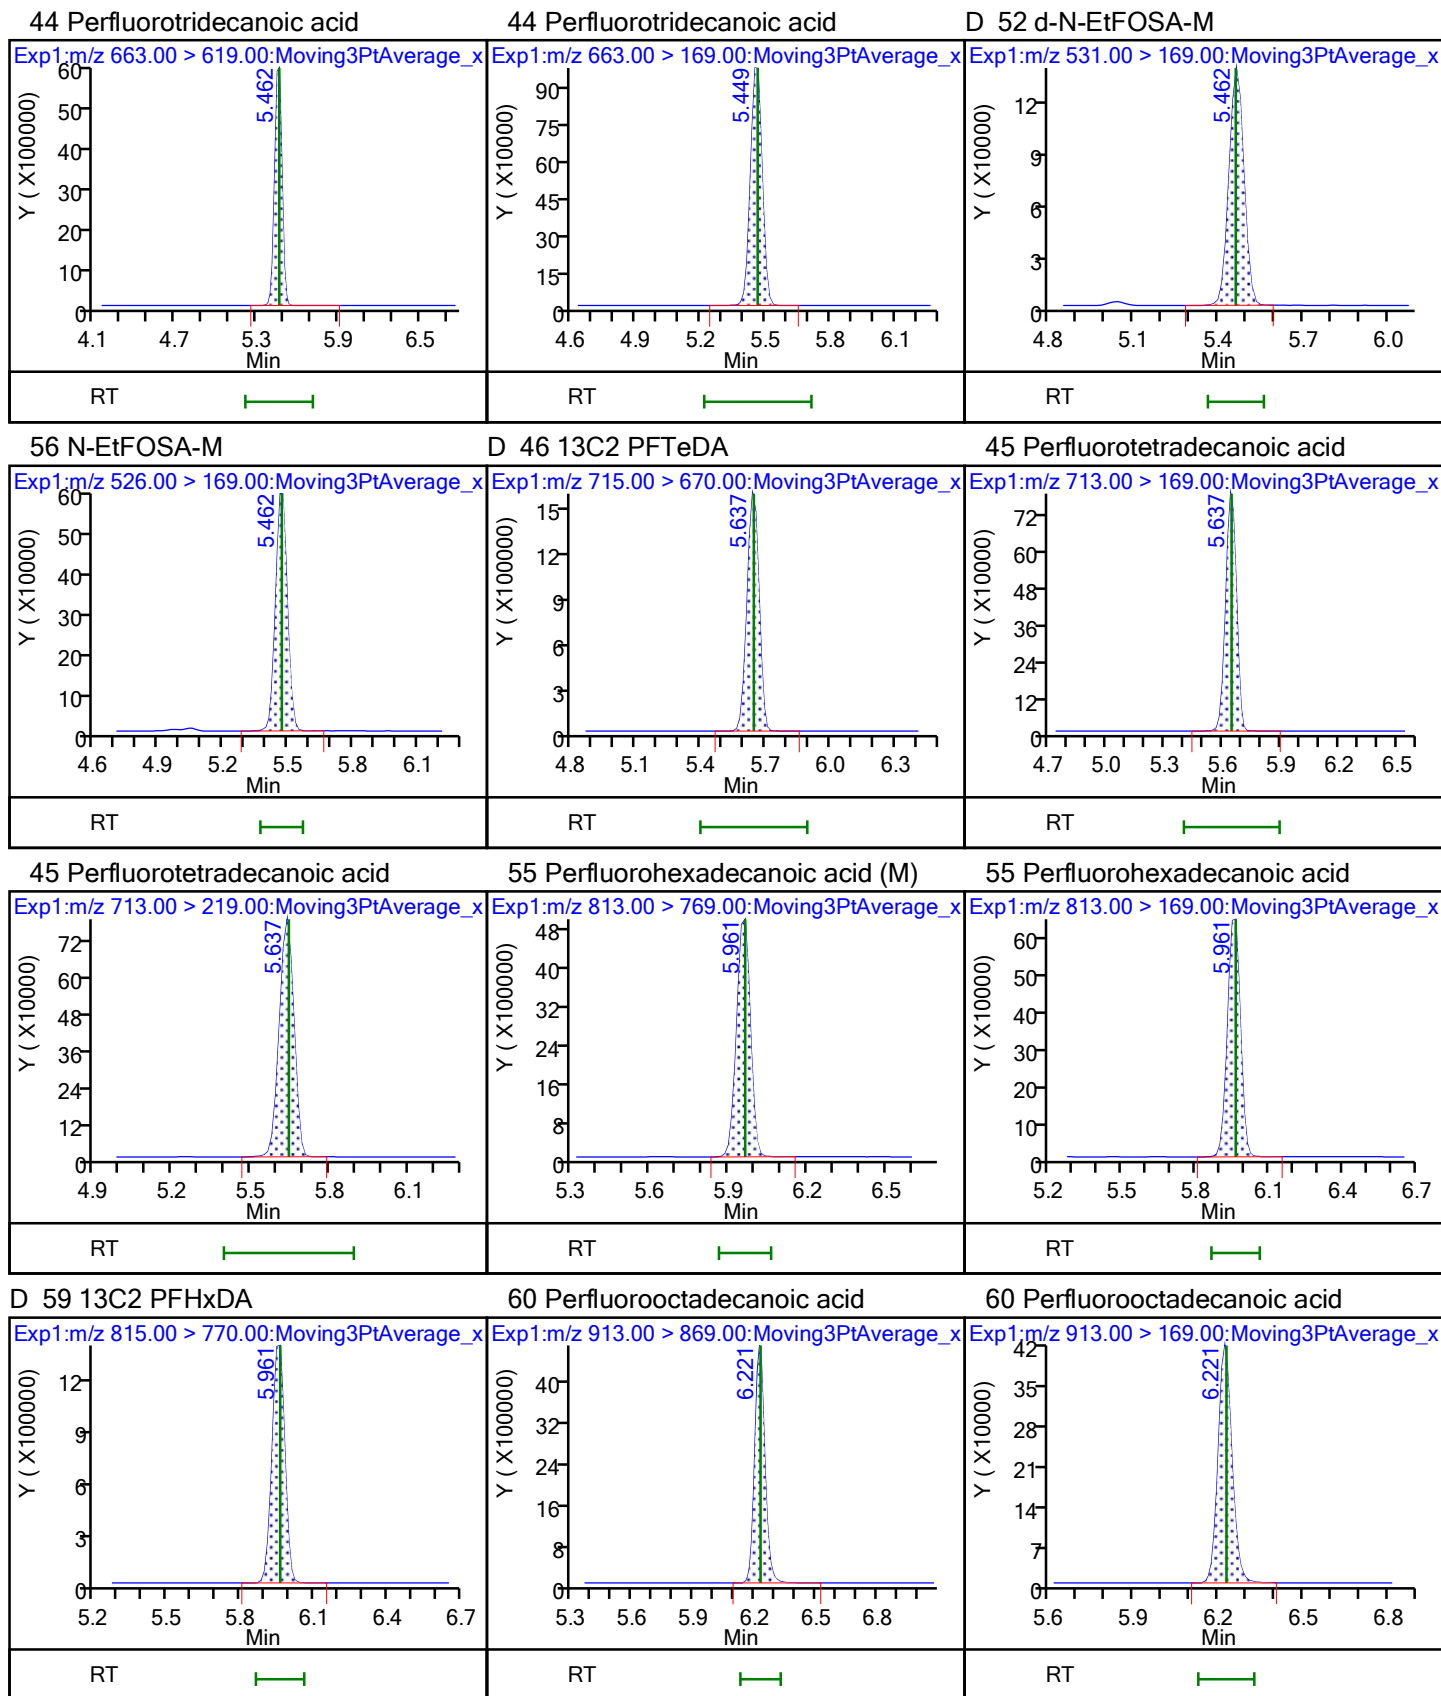 44 Perfluorotridecanoic acid
Exp1:m/z 663.00 > 619.00:Moving3PtAverage_x
Y ( X100000)
60
50
40
30
20
10
0
5.462
4.1 4.7 5.3 5.9 6.5
Min
RT
44 Perfluorotridecanoic acid
Exp1:m/z 663.00 > 169.00:Moving3PtAverage_x
Y ( X10000)
90
75
60
45
30
15
0
5.449
4.6 4.9 5.2 5.5 5.8 6.1
Min
RT
D 52 d-N-EtFOSA-M
Exp1:m/z 531.00 > 169.00:Moving3PtAverage_x
Y ( X100000)
12
9
6
3
0
5.462
4.8 5.1 5.4 5.7 6.0
Min
RT
56 N-EtFOSA-M
Exp1:m/z 526.00 > 169.00:Moving3PtAverage_x
Y ( X10000)
60
50
40
30
20
10
0
5.462
4.6 4.9 5.2 5.5 5.8 6.1
Min
RT
D 46 13C2 PFTeDA
Exp1:m/z 715.00 > 670.00:Moving3PtAverage_x
Y ( X100000)
15
12
9
6
3
0
5.637
4.8 5.1 5.4 5.7 6.0 6.3
Min
RT
45 Perfluorotetradecanoic acid
Exp1:m/z 713.00 > 169.00:Moving3PtAverage_x
Y ( X10000)
72
60
48
36
24
12
0
5.637
4.7 5.0 5.3 5.6 5.9 6.2 6.5
Min
RT
45 Perfluorotetradecanoic acid
Exp1:m/z 713.00 > 219.00:Moving3PtAverage_x
Y ( X10000)
72
60
48
36
24
12
0
5.637
4.9 5.2 5.5 5.8 6.1
Min
RT
55 Perfluorohexadecanoic acid (M)
Exp1:m/z 813.00 > 769.00:Moving3PtAverage_x
Y ( X100000)
48
40
32
24
16
8
0
5.961
5.3 5.6 5.9 6.2 6.5
Min
RT
55 Perfluorohexadecanoic acid
Exp1:m/z 813.00 > 169.00:Moving3PtAverage_x
Y ( X10000)
60
50
40
30
20
10
0
5.961
5.2 5.5 5.8 6.1 6.4 6.7
Min
RT
D 59 13C2 PFHxDA
Exp1:m/z 815.00 > 770.00:Moving3PtAverage_x
Y ( X100000)
12
9
6
3
0
5.961
5.2 5.5 5.8 6.1 6.4 6.7
Min
RT
60 Perfluorooctadecanoic acid
Exp1:m/z 913.00 > 869.00:Moving3PtAverage_x
Y ( X100000)
40
32
24
16
8
0
6.221
5.3 5.6 5.9 6.2 6.5 6.8
Min
RT
60 Perfluorooctadecanoic acid
Exp1:m/z 913.00 > 169.00:Moving3PtAverage_x
Y ( X10000)
42
35
28
21
14
7
0
6.221
5.6 5.9 6.2 6.5 6.8
Min
RT